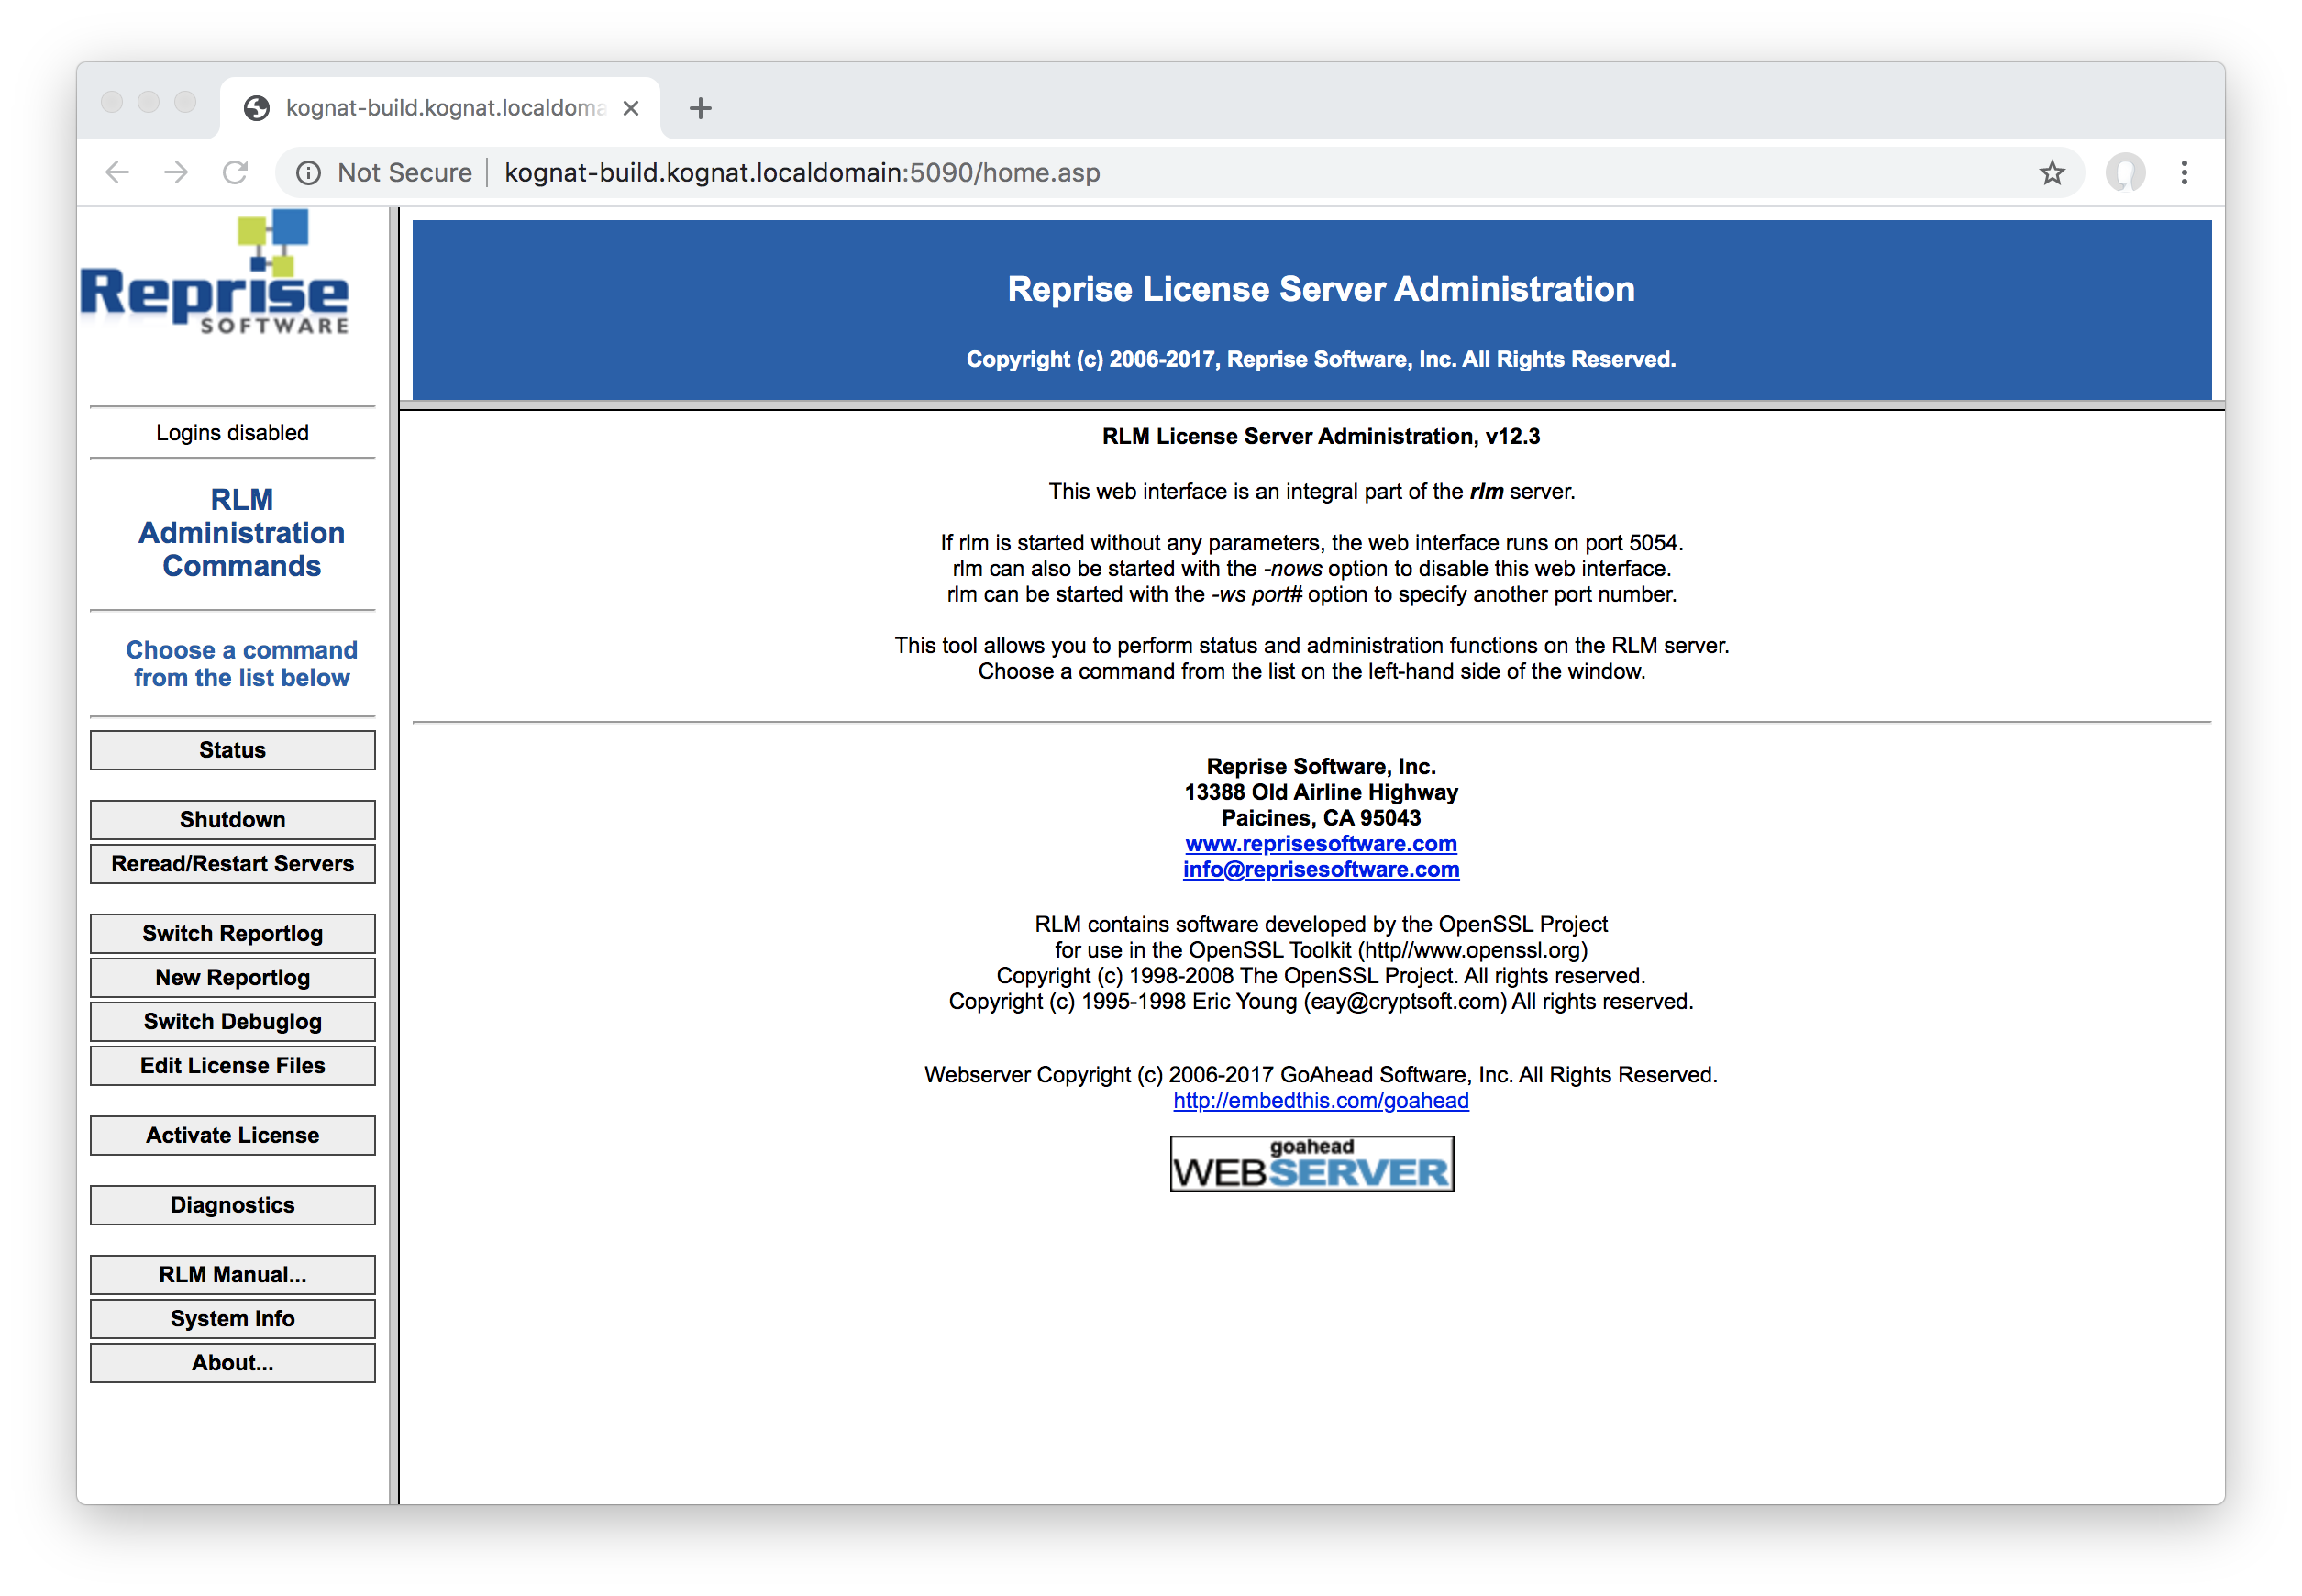 kognat-build.kognat.localdoma
Not Secure kognat-build.kognat.localdomain:5090/home.asp
Reprise
SOFTWARE
Logins disabled
RLM
Administration
Commands
Choose a command
from the list below
Status
Shutdown
Reread/Restart Servers
Switch Reportlog
New Reportlog
Switch Debuglog
Edit License Files
Activate License
Diagnostics
RLM Manual...
System Info
About...
Reprise License Server Administration
Copyright (c) 2006-2017, Reprise Software, Inc. All Rights Reserved.
RLM License Server Administration, v12.3
This web interface is an integral part of the rlm server.
If rlm is started without any parameters, the web interface runs on port 5054.
rlm can also be started with the -nows option to disable this web interface.
rlm can be started with the -ws port# option to specify another port number.
This tool allows you to perform status and administration functions on the RLM server.
Choose a command from the list on the left-hand side of the window.
Reprise Software, Inc.
13388 Old Airline Highway
Paicines, CA 95043
www.reprisesoftware.com
info@reprisesoftware.com
RLM contains software developed by the OpenSSL Project
for use in the OpenSSL Toolkit (http//www.openssl.org)
Copyright (c) 1998-2008 The OpenSSL Project. All rights reserved.
Copyright (c) 1995-1998 Eric Young (eay@cryptsoft.com) All rights reserved.
Webserver Copyright (c) 2006-2017 GoAhead Software, Inc. All Rights Reserved.
http://embedthis.com/goahead
goahead
WEBSERVER